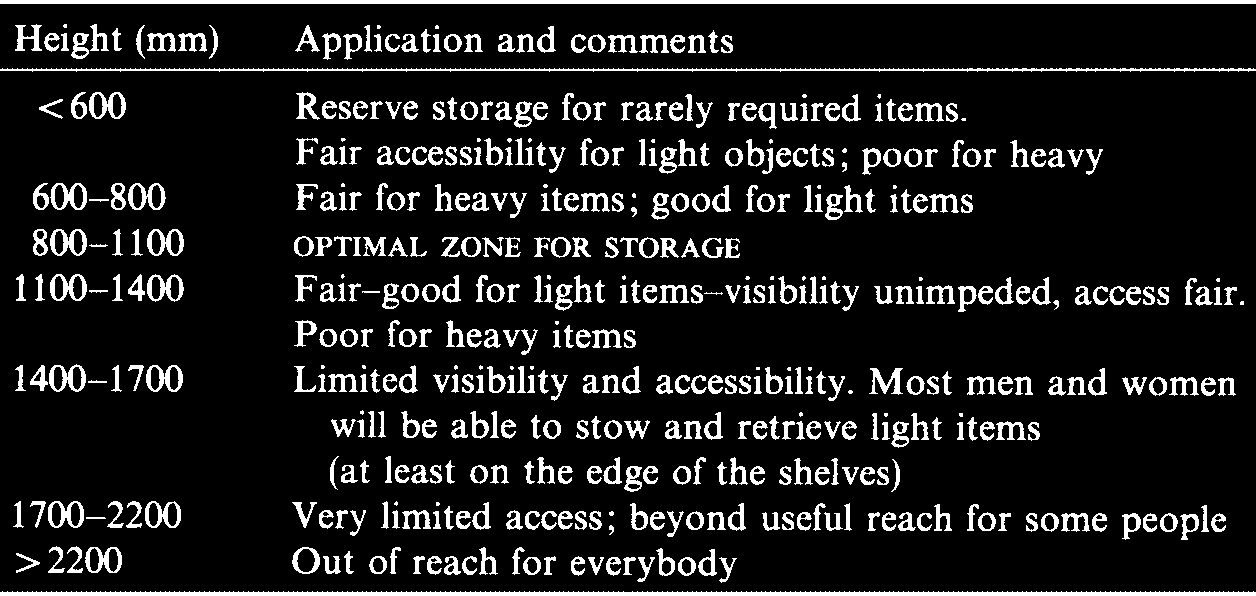 Height (mm) Application and comments
<600 Reserve storage for rarely required items.
Fair accessibility for light objects; poor for heavy
600–800 Fair for heavy items; good for light items
800–1100 OPTIMAL ZONE FOR STORAGE
1100–1400 Fair–good for light items–visibility unimpeded, access fair.
Poor for heavy items
1400–1700 Limited visibility and accessibility. Most men and women
will be able to stow and retrieve light items
(at least on the edge of the shelves)
1700–2200 Very limited access; beyond useful reach for some people
>2200 Out of reach for everybody